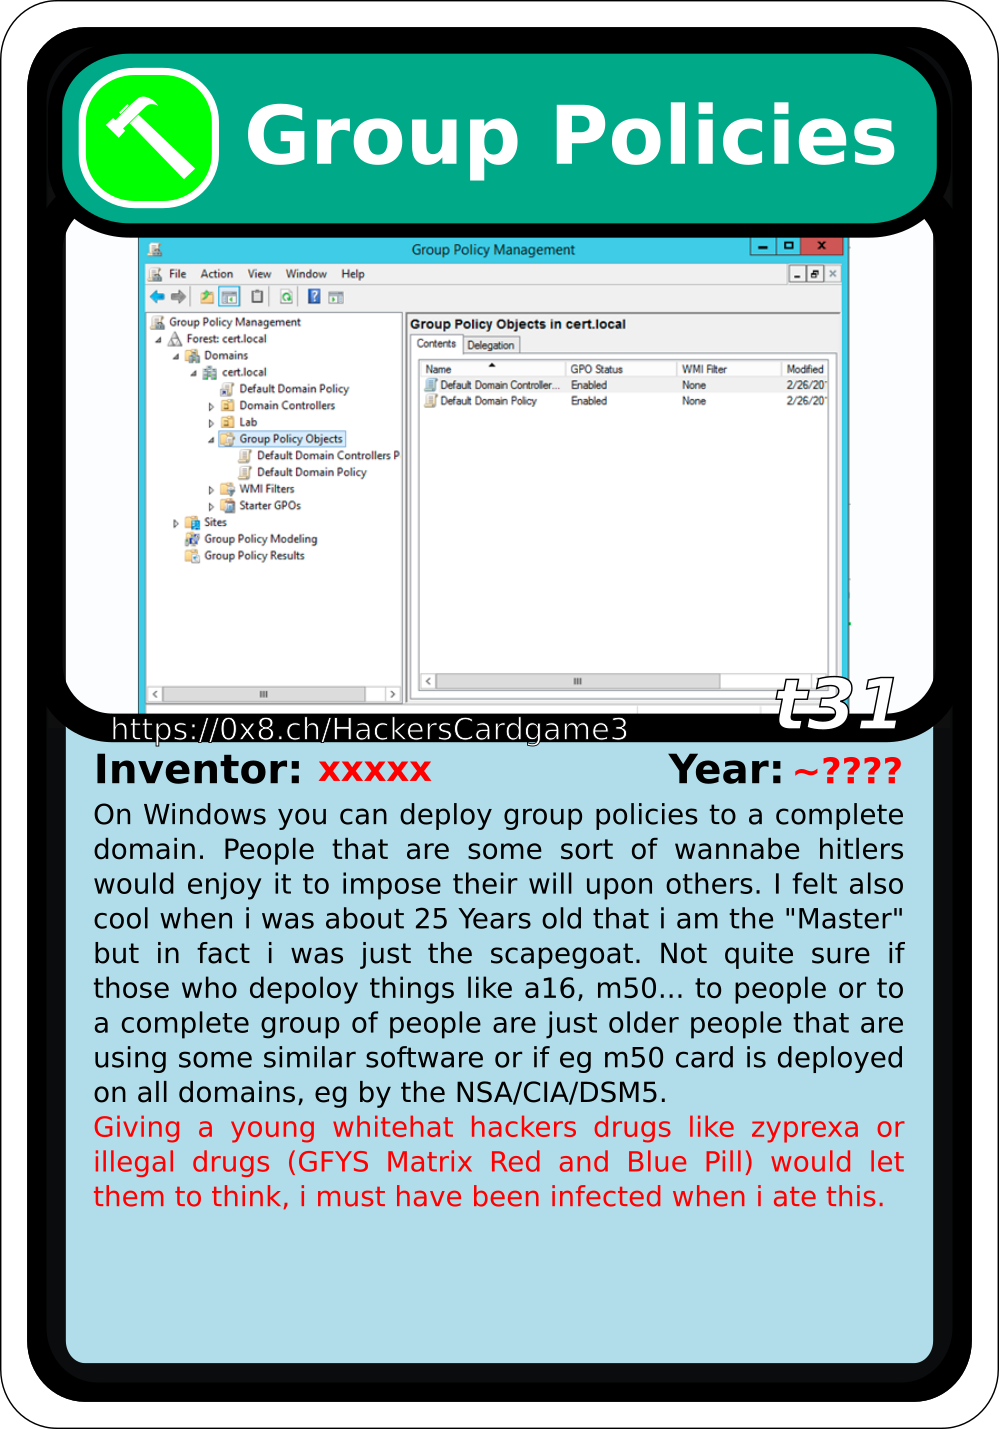 Group Policies
Group Policy Management
File Action View Window Help
Group Policy Management
Forest: cert.local
Domains
cert.local
Default Domain Policy
Domain Controllers
Lab
Group Policy Objects
Default Domain Controllers P
Default Domain Policy
WMI Filters
Starter GPOs
Sites
Group Policy Modeling
Group Policy Results
Group Policy Objects in cert.local
Contents Delegation
Name GPO Status WMI Filter Modified
Default Domain Controller... Enabled None 2/26/20
Default Domain Policy Enabled None 2/26/20
t31
https://0x8.ch/HackersCardgame3
Inventor: xxxxx Year: ~????
On Windows you can deploy group policies to a complete
domain. People that are some sort of wannabe hitlers
would enjoy it to impose their will upon others. I felt also
cool when i was about 25 Years old that i am the "Master"
but in fact i was just the scapegoat. Not quite sure if
those who depoloy things like a16, m50... to people or to
a complete group of people are just older people that are
using some similar software or if eg m50 card is deployed
on all domains, eg by the NSA/CIA/DSM5.
Giving a young whitehat hackers drugs like zyprexa or
illegal drugs (GFYS Matrix Red and Blue Pill) would let
them to think, i must have been infected when i ate this.